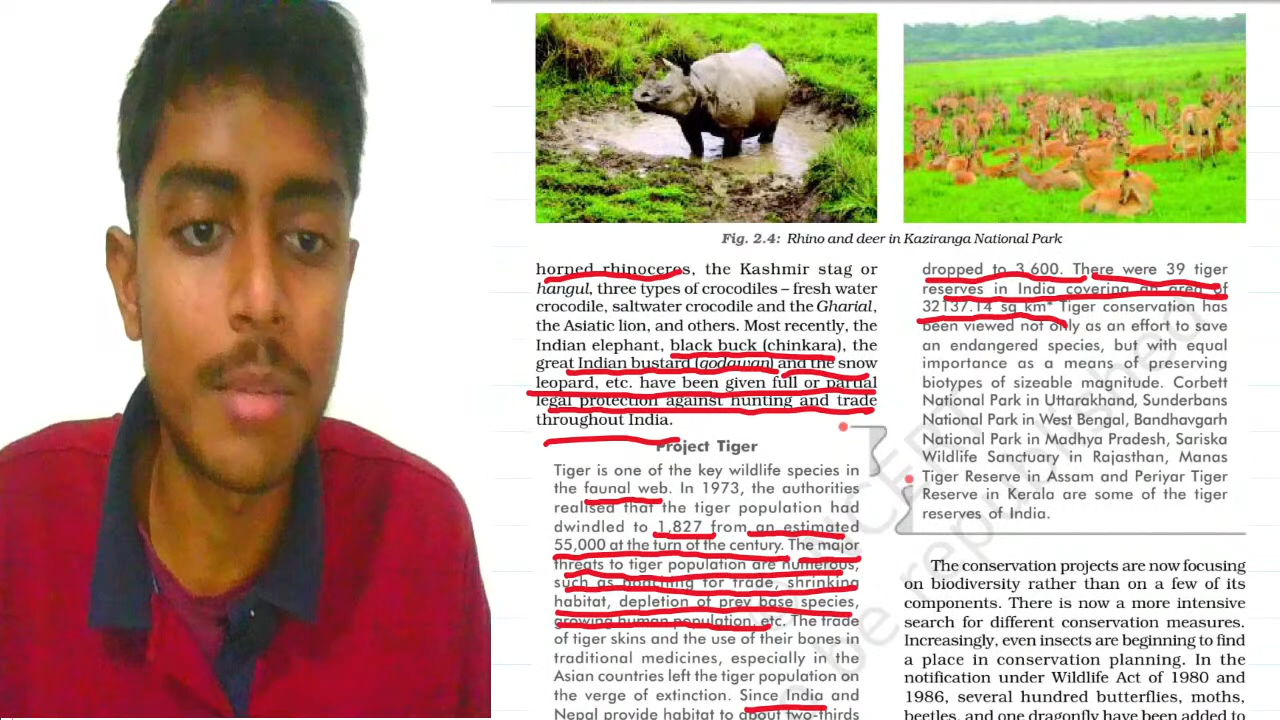 Fig. 2.4: Rhino and deer in Kaziranga National Park
horned rhinoceros, the Kashmir stag or
hangul, three types of crocodiles – fresh water
crocodile, saltwater crocodile and the Gharial,
the Asiatic lion, and others. Most recently, the
Indian elephant, black buck (chinkara), the
great Indian bustard (godawan) and the snow
leopard, etc. have been given full or partial
legal protection against hunting and trade
throughout India.
Project Tiger
Tiger is one of the key wildlife species in
the faunal web. In 1973, the authorities
realised that the tiger population had
dwindled to 1,827 from an estimated
55,000 at the turn of the century. The major
threats to tiger population are numerous,
such as poaching for trade, shrinking
habitat, depletion of prey base species,
growing human population, etc. The trade
of tiger skins and the use of their bones in
traditional medicines, especially in the
Asian countries left the tiger population on
the verge of extinction. Since India and
Nepal provide habitat to about two-thirds
dropped to 3,600. There were 39 tiger
reserves in India covering an area of
32137.14 sq km* Tiger conservation has
been viewed not only as an effort to save
an endangered species, but with equal
importance as a means of preserving
biotypes of sizeable magnitude. Corbett
National Park in Uttarakhand, Sunderbans
National Park in West Bengal, Bandhavgarh
National Park in Madhya Pradesh, Sariska
Wildlife Sanctuary in Rajasthan, Manas
Tiger Reserve in Assam and Periyar Tiger
Reserve in Kerala are some of the tiger
reserves of India.
The conservation projects are now focusing
on biodiversity rather than on a few of its
components. There is now a more intensive
search for different conservation measures.
Increasingly, even insects are beginning to find
a place in conservation planning. In the
notification under Wildlife Act of 1980 and
1986, several hundred butterflies, moths,
beetles, and one dragonfly have been added to
be republished